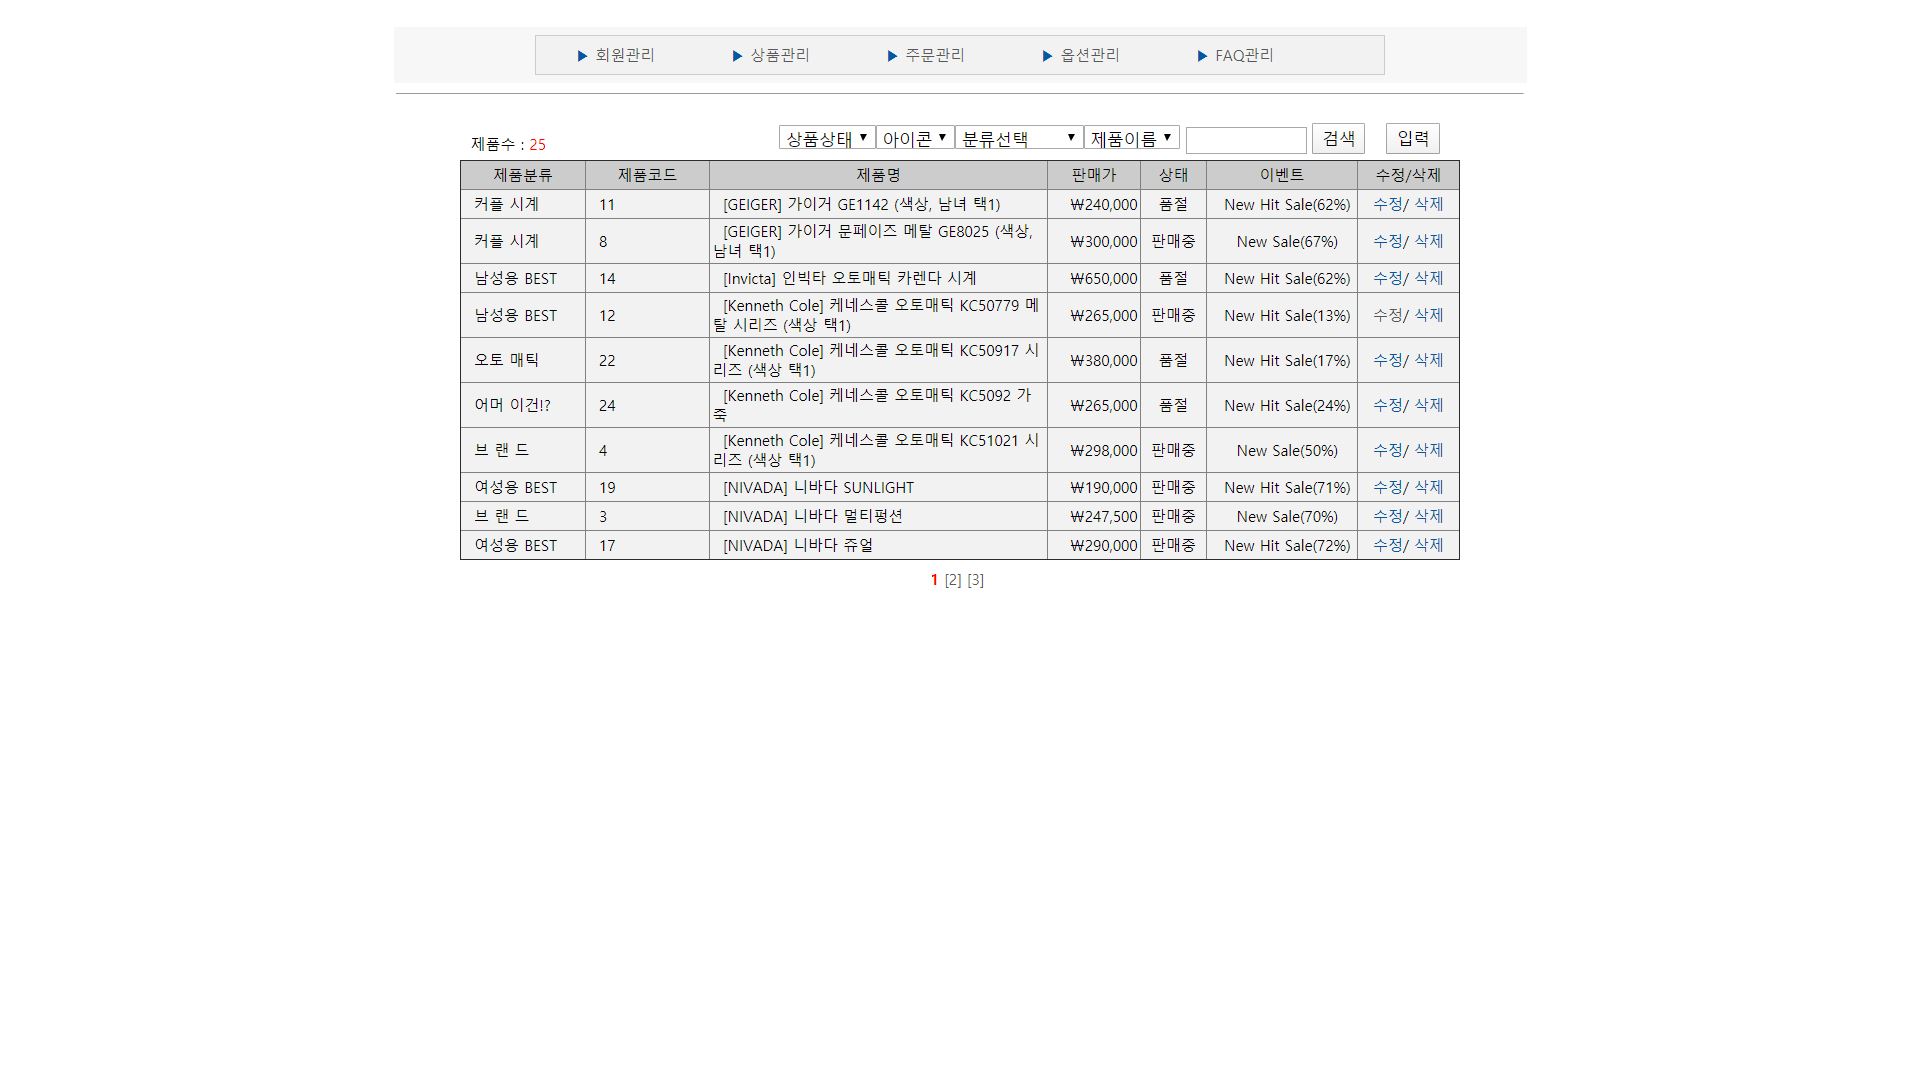 ▶ 회원관리 ▶ 상품관리 ▶ 주문관리 ▶ 옵션관리 ▶ FAQ관리
제품수 : 25 상품상태 ▼ 아이콘 ▼ 분류선택 ▼ 제품이름 ▼ 검색 입력
제품분류 제품코드 제품명 판매가 상태 이벤트 수정/삭제
커플 시계 11 [GEIGER] 가이거 GE1142 (색상, 남녀 택1) ₩240,000 품절 New Hit Sale(62%) 수정/ 삭제
커플 시계 8 [GEIGER] 가이거 문페이즈 메탈 GE8025 (색상,
남녀 택1) ₩300,000 판매중 New Sale(67%) 수정/ 삭제
남성용 BEST 14 [Invicta] 인빅타 오토매틱 카렌다 시계 ₩650,000 품절 New Hit Sale(62%) 수정/ 삭제
남성용 BEST 12 [Kenneth Cole] 케네스콜 오토매틱 KC50779 메
탈 시리즈 (색상 택1) ₩265,000 판매중 New Hit Sale(13%) 수정/ 삭제
오토 매틱 22 [Kenneth Cole] 케네스콜 오토매틱 KC50917 시
리즈 (색상 택1) ₩380,000 품절 New Hit Sale(17%) 수정/ 삭제
어머 이건!? 24 [Kenneth Cole] 케네스콜 오토매틱 KC5092 가
죽 ₩265,000 품절 New Hit Sale(24%) 수정/ 삭제
브 랜 드 4 [Kenneth Cole] 케네스콜 오토매틱 KC51021 시
리즈 (색상 택1) ₩298,000 판매중 New Sale(50%) 수정/ 삭제
여성용 BEST 19 [NIVADA] 니바다 SUNLIGHT ₩190,000 판매중 New Hit Sale(71%) 수정/ 삭제
브 랜 드 3 [NIVADA] 니바다 멀티펑션 ₩247,500 판매중 New Sale(70%) 수정/ 삭제
여성용 BEST 17 [NIVADA] 니바다 쥬얼 ₩290,000 판매중 New Hit Sale(72%) 수정/ 삭제
1 [2] [3]